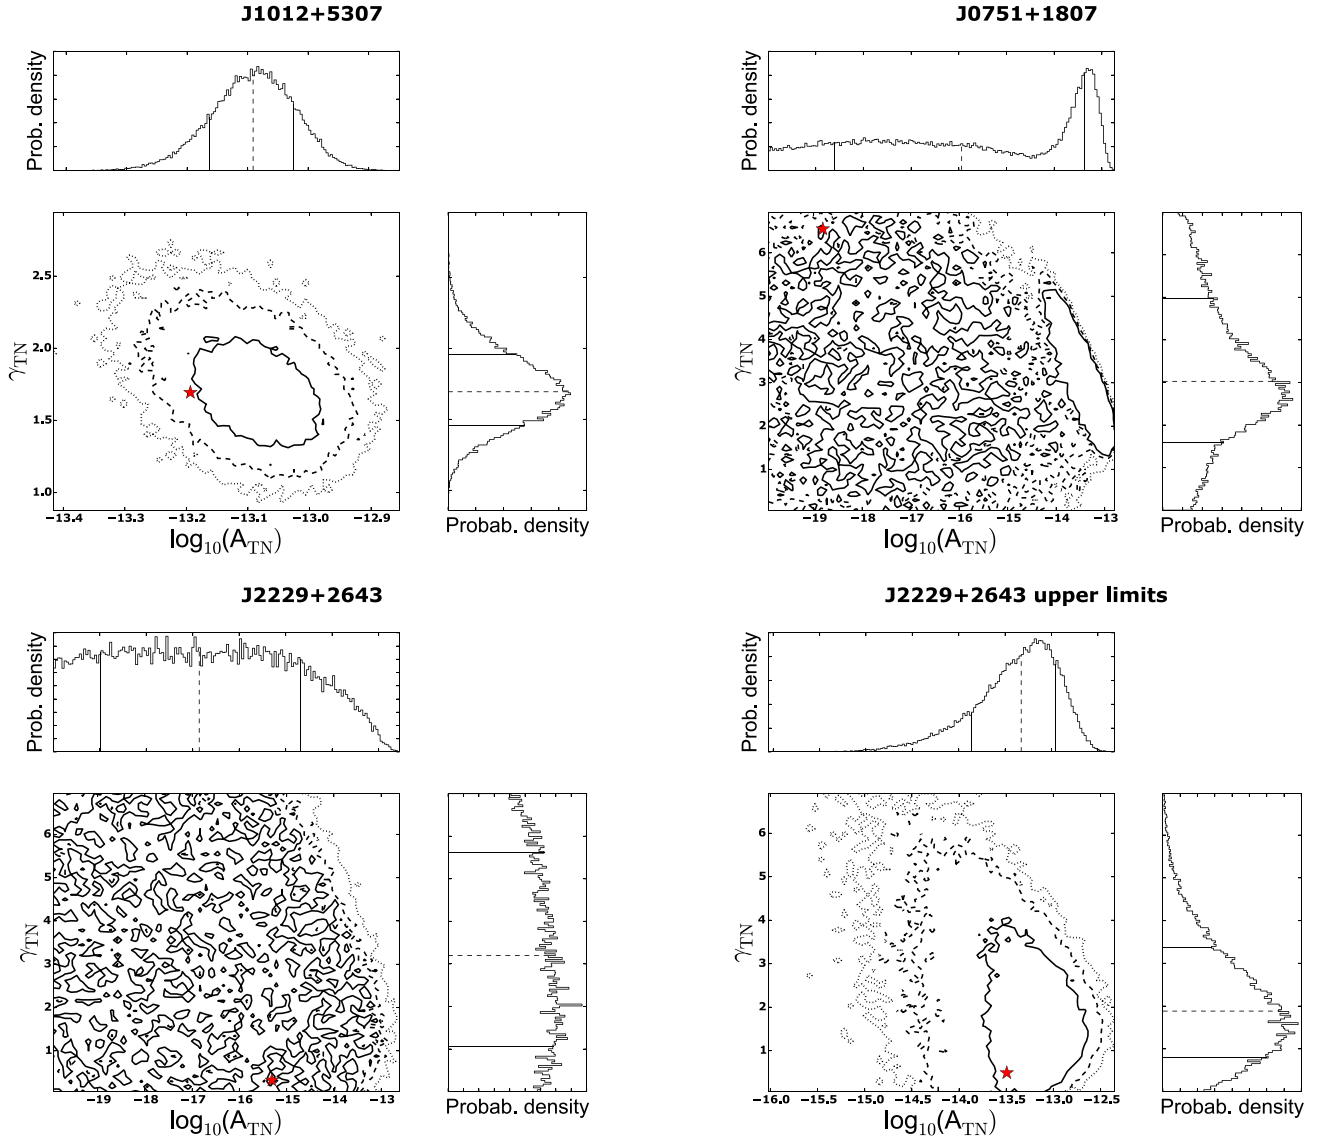 J1012+5307
Prob. density
γTN
2.5
2.0
1.5
1.0
−13.4 −13.3 −13.2 −13.1 −13.0 −12.9
log10(ATN)
Probab. density
J0751+1807
Prob. density
γTN
6
5
4
3
2
1
−19 −18 −17 −16 −15 −14 −13
log10(ATN)
Probab. density
J2229+2643
Prob. density
γTN
6
5
4
3
2
1
−19 −18 −17 −16 −15 −14 −13
log10(ATN)
Probab. density
J2229+2643 upper limits
Prob. density
γTN
6
5
4
3
2
1
−16.0 −15.5 −15.0 −14.5 −14.0 −13.5 −13.0 −12.5
log10(ATN)
Probab. density